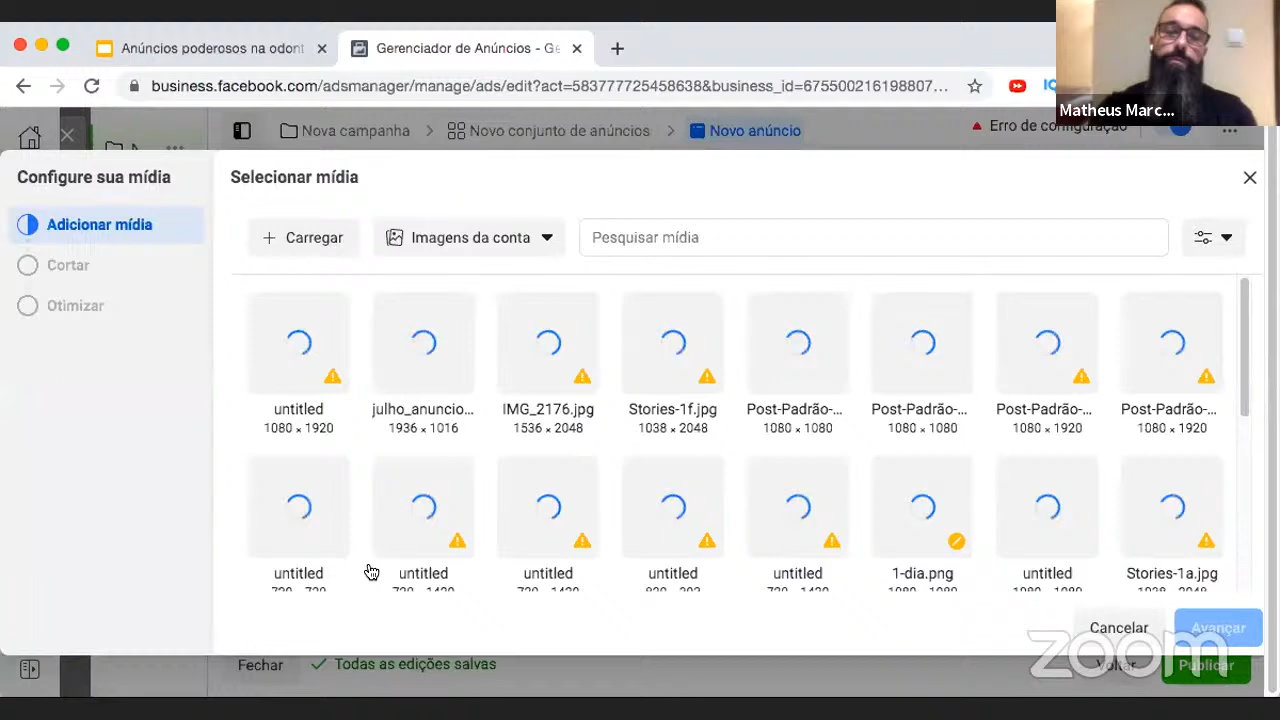 Anúncios poderosos na odont
Gerenciador de Anúncios - Ge
business.facebook.com/adsmanager/manage/ads/edit?act=583777725458638&business_id=675500216198807...
Matheus Marc...
Nova campanha
Novo conjunto de anúncios
Novo anúncio
Erro de configuração
Configure sua mídia
Selecionar mídia
Adicionar mídia
Cortar
Otimizar
+ Carregar
Imagens da conta
Pesquisar mídia
untitled julho_anuncio... IMG_2176.jpg Stories-1f.jpg Post-Padrão-... Post-Padrão-... Post-Padrão-... Post-Padrão-...
1080 × 1920 1936 × 1016 1536 × 2048 1038 × 2048 1080 × 1080 1080 × 1080 1080 × 1920 1080 × 1920
untitled untitled untitled untitled untitled 1-dia.png untitled Stories-1a.jpg
Cancelar Avançar
Fechar Todas as edições salvas Voltar Publicar
zoom